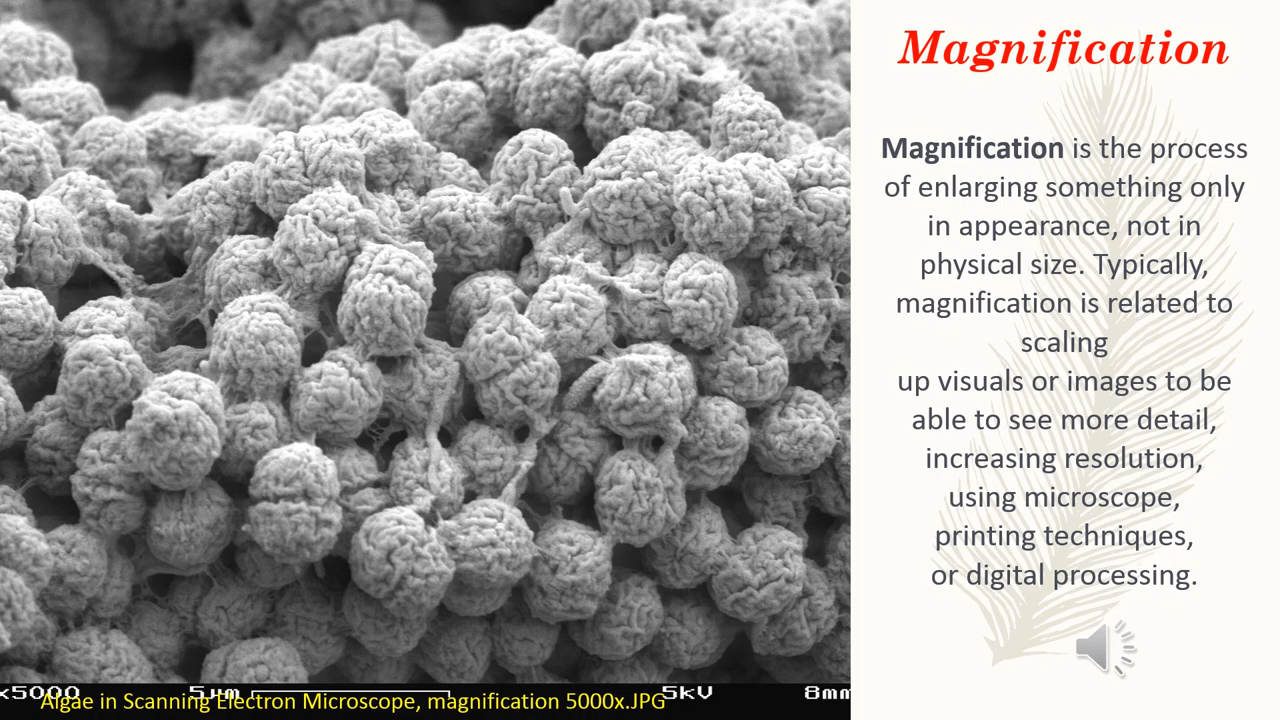 Magnification
Magnification is the process
of enlarging something only
in appearance, not in
physical size. Typically,
magnification is related to
scaling
up visuals or images to be
able to see more detail,
increasing resolution,
using microscope,
printing techniques,
or digital processing.
x5000 5µm 5kV 8mm
Algae in Scanning Electron Microscope, magnification 5000x.JPG